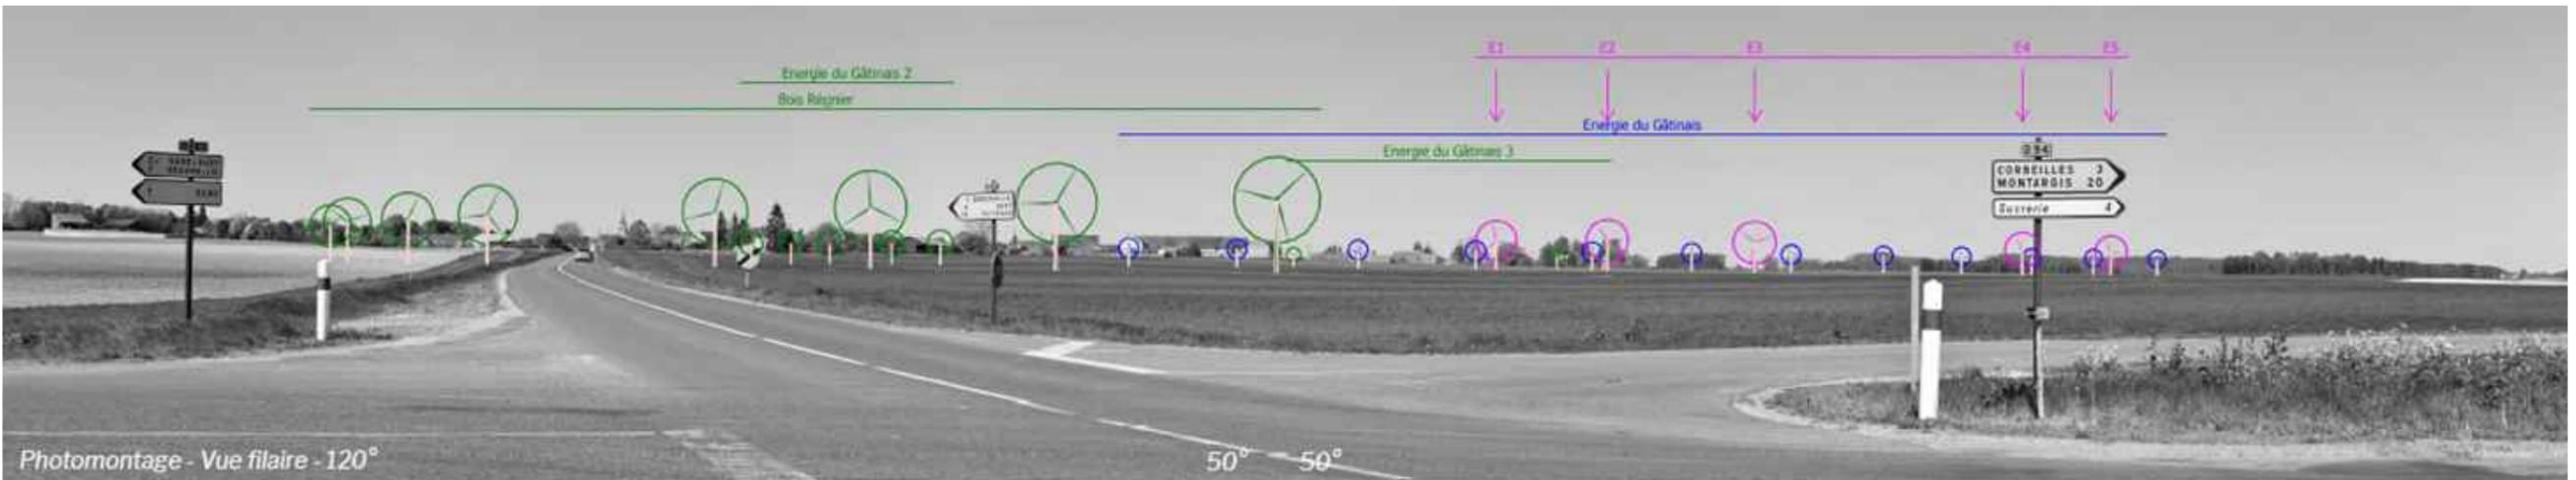 E1 E2 E3 E4 E5
Energie du Gâtinais 2
Bois Régnier
Energie du Gâtinais
Energie du Gâtinais 3
D94
CORBEILLES 3
MONTARGIS 20
Sucrerie 4
Photomontage - Vue filaire - 120°
50° 50°